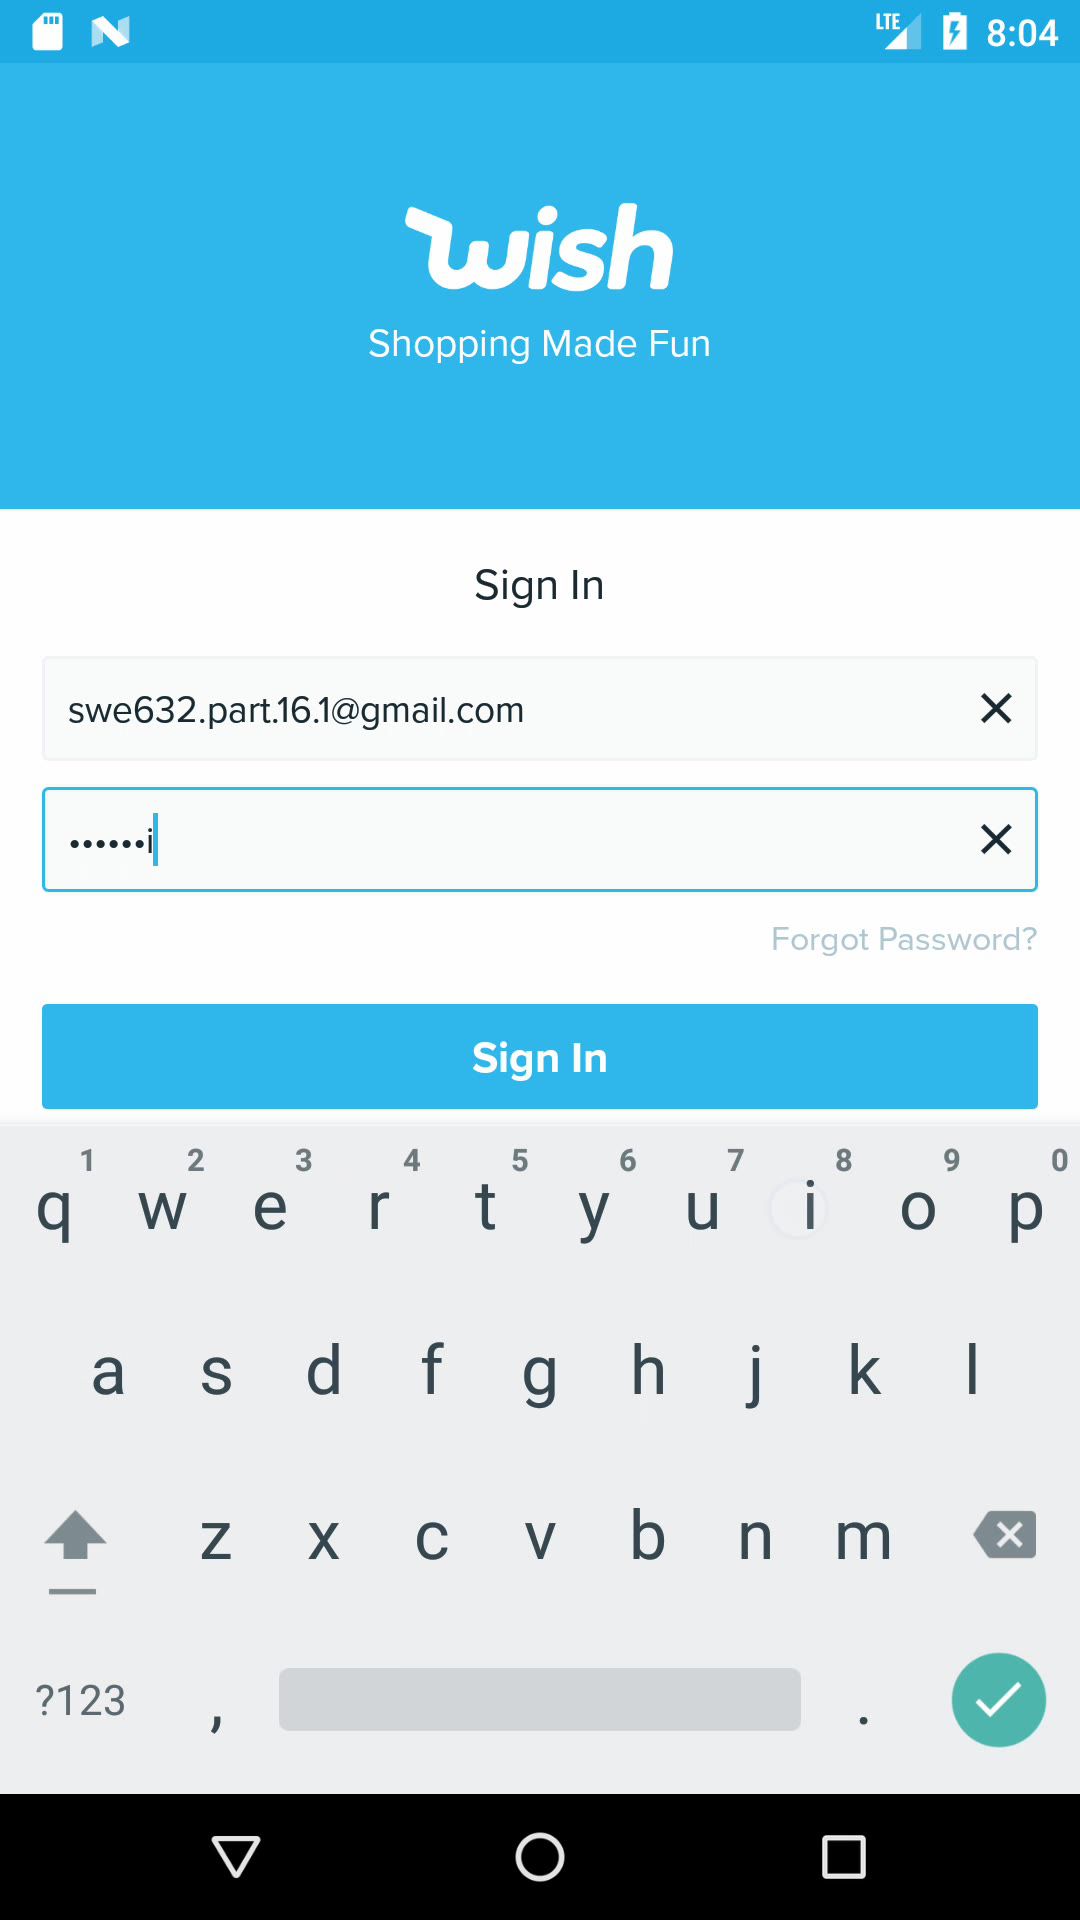 LTE 8:04
wish
Shopping Made Fun
Sign In
swe632.part.16.1@gmail.com
••••••i
Forgot Password?
Sign In
1 2 3 4 5 6 7 8 9 0
q w e r t y u i o p
a s d f g h j k l
z x c v b n m
?123 , .